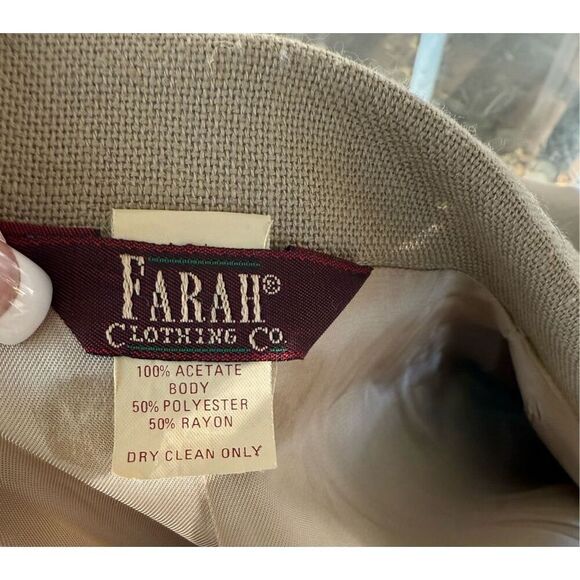 FARAH®
CLOTHING CO.
100% ACETATE
BODY
50% POLYESTER
50% RAYON
DRY CLEAN ONLY